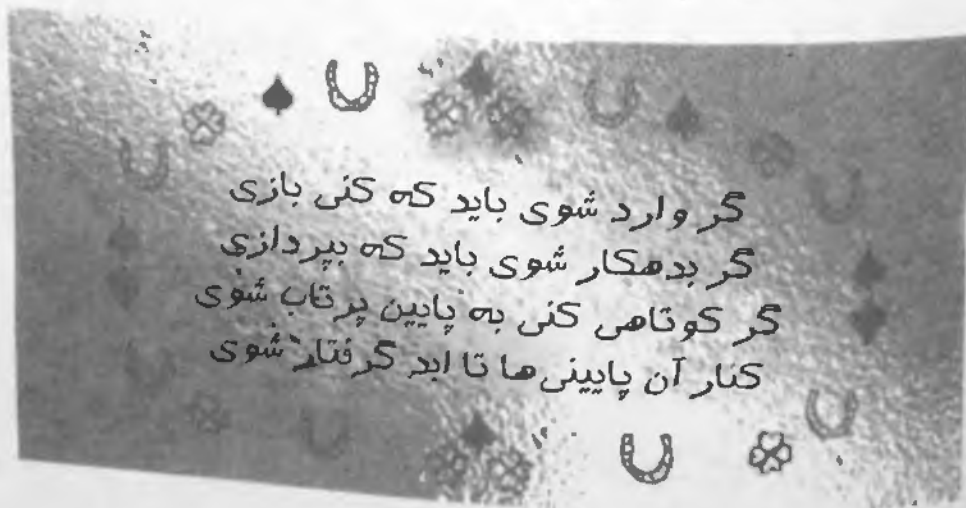 گر وارد شوی باید که کنی بازی
گر بدهکار شوی باید که بپردازی
گر کوتاهی کنی به پایین پرتاب شوی
کنار آن پایینی‌ها تا ابد گرفتار شوی